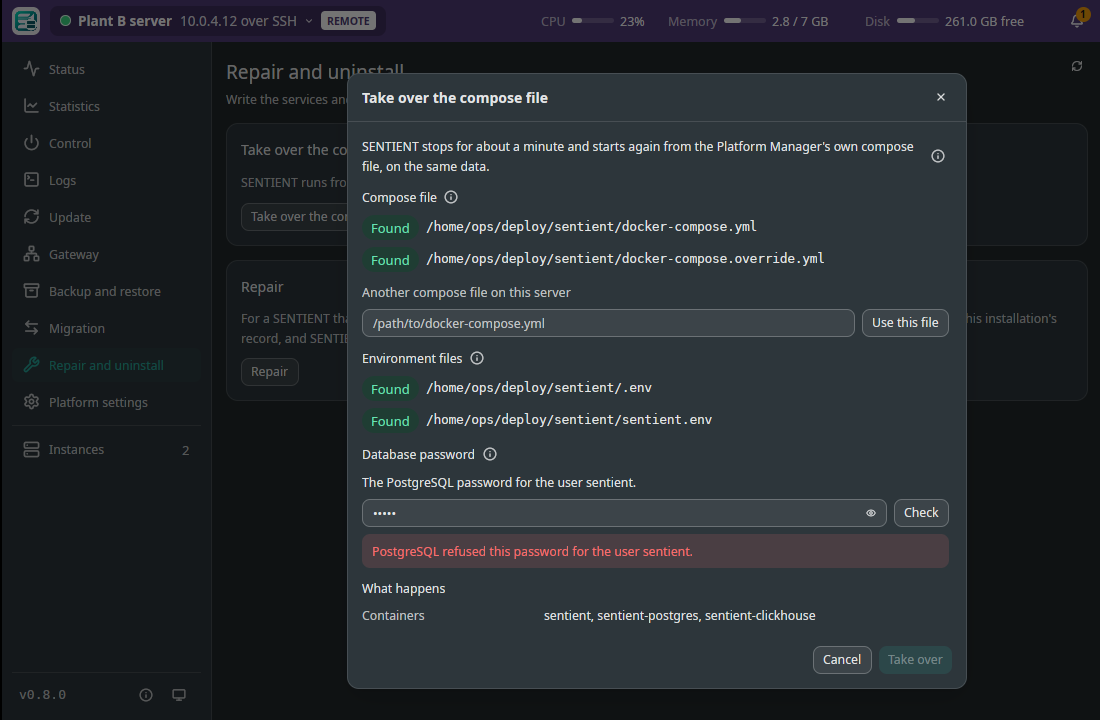 Plant B server 10.0.4.12 over SSH REMOTE
CPU 23% Memory 2.8 / 7 GB Disk 261.0 GB free
1
Status
Statistics
Control
Logs
Update
Gateway
Backup and restore
Migration
Repair and uninstall
Platform settings
Instances 2
v0.8.0
Repair and uninstall
Write the services an
Take over the co
SENTIENT runs fro
Take over the co
Repair
For a SENTIENT tha
his installation's
record, and SENTIE
Repair
Take over the compose file
SENTIENT stops for about a minute and starts again from the Platform Manager's own compose
file, on the same data.
Compose file
Found /home/ops/deploy/sentient/docker-compose.yml
Found /home/ops/deploy/sentient/docker-compose.override.yml
Another compose file on this server
/path/to/docker-compose.yml Use this file
Environment files
Found /home/ops/deploy/sentient/.env
Found /home/ops/deploy/sentient/sentient.env
Database password
The PostgreSQL password for the user sentient.
••••• Check
PostgreSQL refused this password for the user sentient.
What happens
Containers sentient, sentient-postgres, sentient-clickhouse
Cancel Take over